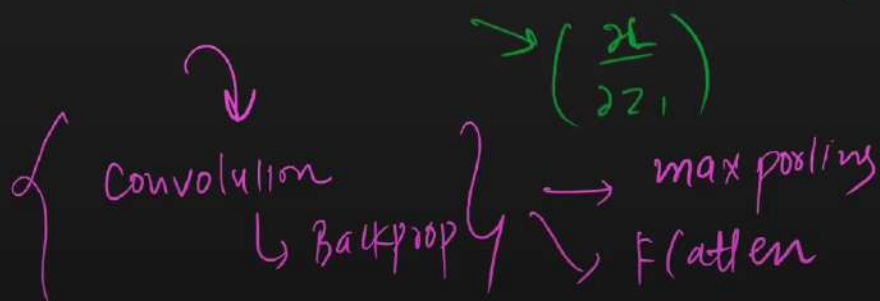 (∂L/∂Z₁)
Convolution → max pooling
↳ Backprop ↘ Flatten